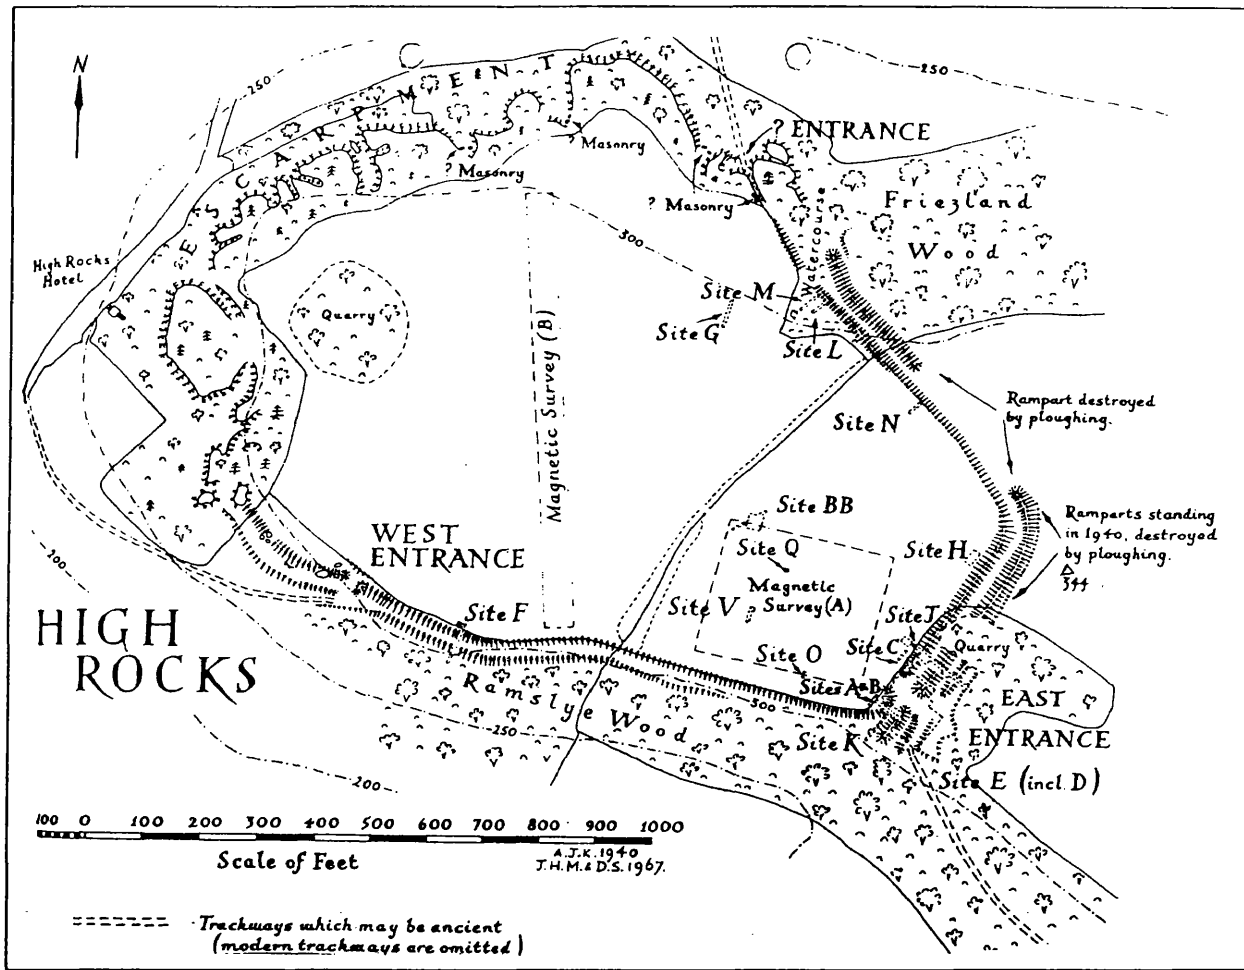 N
250
250
ESCARPMENT
? Masonry
? Masonry
? ENTRANCE
? Masonry
Friezland
Wood
Watercourse
300
High Rocks
Hotel
Quarry
Site M
Site G
Site L
Magnetic Survey (B)
Rampart destroyed
by ploughing.
Site N
Site BB
Ramparts standing
in 1940, destroyed
by ploughing.
344
WEST
ENTRANCE
Site Q
Site H
Magnetic
Survey (A)
200
Site V
Site F
Site J
Site C
Quarry
HIGH
ROCKS
Site O
Sites A & B
EAST
ENTRANCE
Ramslye Wood
300
250
Site K
200
Site E (incl. D)
100 0 100 200 300 400 500 600 700 800 900 1000
Scale of Feet
A.J.K. 1940
J.H.M. & D.S. 1967.
Trackways which may be ancient
(modern trackways are omitted)